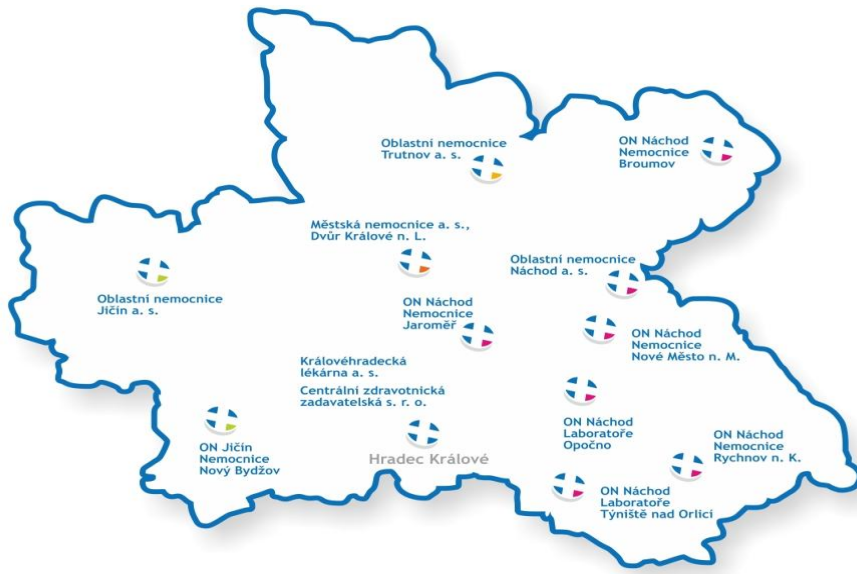 Oblastní nemocnice
Trutnov a. s.
ON Náchod
Nemocnice
Broumov
Městská nemocnice a. s.,
Dvůr Králové n. L.
Oblastní nemocnice
Náchod a. s.
Oblastní nemocnice
Jičín a. s.
ON Náchod
Nemocnice
Jaroměř
ON Náchod
Nemocnice
Nové Město n. M.
Královéhradecká
lékárna a. s.
Centrální zdravotnická
zadavatelská s. r. o.
Hradec Králové
ON Jičín
Nemocnice
Nový Bydžov
ON Náchod
Laboratoře
Opočno
ON Náchod
Nemocnice
Rychnov n. K.
ON Náchod
Laboratoře
Týniště nad Orlicí